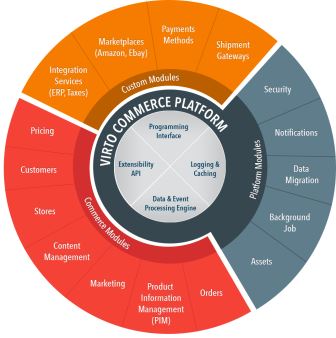 Integration
Services
(ERP, Taxes)
Marketplaces
(Amazon, Ebay)
Payments
Methods
Shipment
Gateways
Custom Modules
Security
Notifications
Data
Migration
Background
Job
Assets
Platform Modules
Pricing
Customers
Stores
Content
Management
Marketing
Product
Information
Management
(PIM)
Orders
Commerce Modules
VIRTO COMMERCE PLATFORM
Programming
Interface
Extensibility
API
Logging &
Caching
Data & Event
Processing Engine